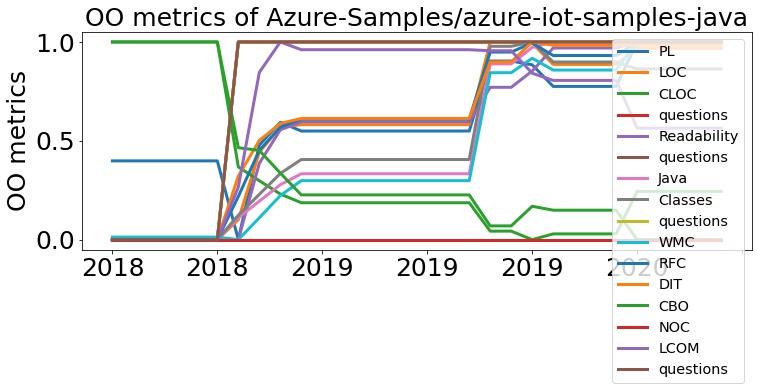 OO metrics of Azure-Samples/azure-iot-samples-java
OO metrics
1.0
0.5
0.0
2018
2018
2019
2019
2019
2020
PL
LOC
CLOC
questions
Readability
questions
Java
Classes
questions
WMC
RFC
DIT
CBO
NOC
LCOM
questions